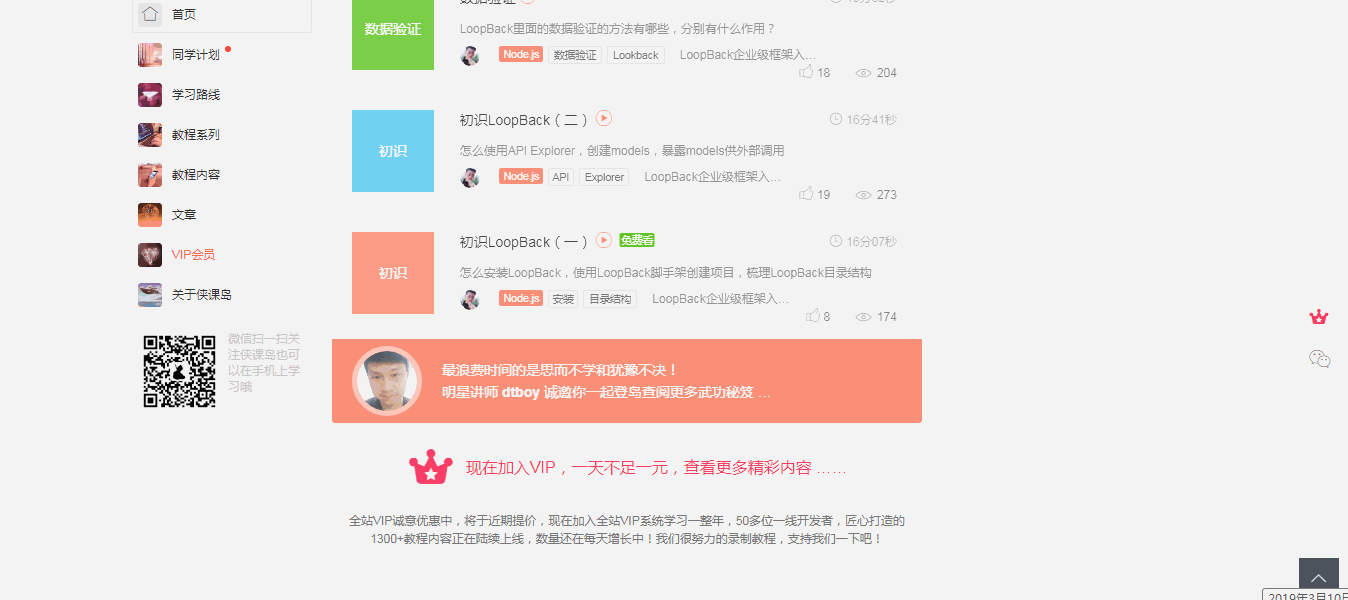 首页
同学计划
学习路线
教程系列
教程内容
文章
VIP会员
关于侠课岛
微信扫一扫关
注侠课岛也可
以在手机上学
习哦
数据验证
数据验证
LoopBack里面的数据验证的方法有哪些，分别有什么作用？
Node.js 数据验证 Lookback LoopBack企业级框架入...
18 204
初识
初识LoopBack（二） 16分41秒
怎么使用API Explorer，创建models，暴露models供外部调用
Node.js API Explorer LoopBack企业级框架入...
19 273
初识
初识LoopBack（一） 免费看 16分07秒
怎么安装LoopBack，使用LoopBack脚手架创建项目，梳理LoopBack目录结构
Node.js 安装 目录结构 LoopBack企业级框架入...
8 174
最浪费时间的是思而不学和犹豫不决！
明星讲师 dtboy 诚邀你一起登岛查阅更多武功秘笈 ...
现在加入VIP，一天不足一元，查看更多精彩内容 ……
全站VIP诚意优惠中，将于近期提价，现在加入全站VIP系统学习一整年，50多位一线开发者，匠心打造的
1300+教程内容正在陆续上线，数量还在每天增长中！我们很努力的录制教程，支持我们一下吧！
2019年3月10日